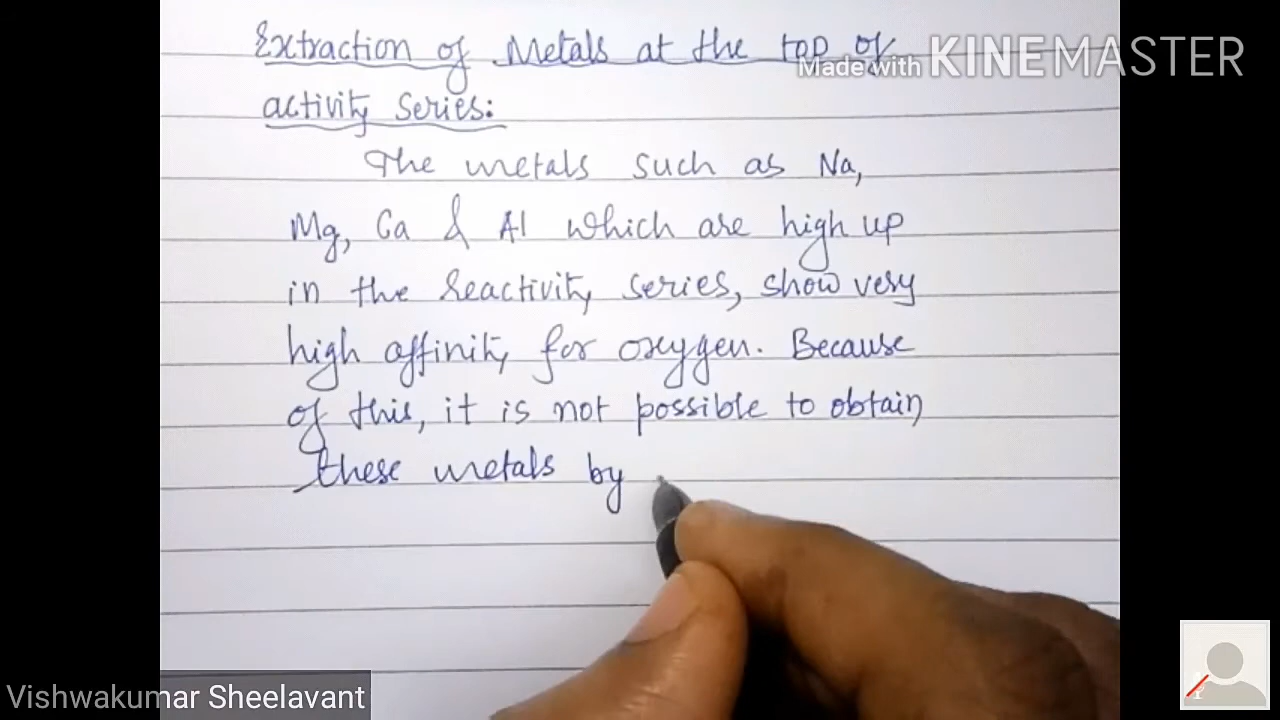 Extraction of Metals at the top of
Made with KINEMASTER
activity series:
The metals such as Na,
Mg, Ca & Al which are high up
in the reactivity series, show very
high affinity for oxygen. Because
of this, it is not possible to obtain
these metals by
Vishwakumar Sheelavant